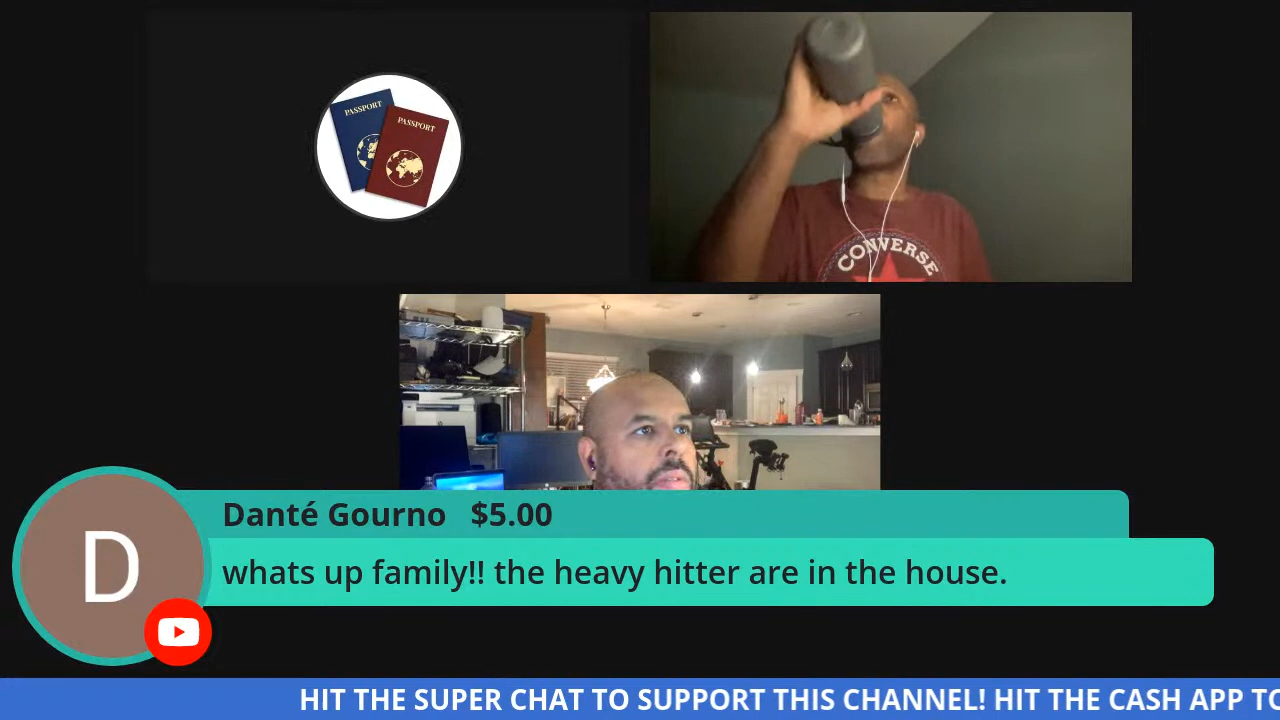 PASSPORT
PASSPORT
CONVERSE
Danté Gourno $5.00
whats up family!! the heavy hitter are in the house.
D
HIT THE SUPER CHAT TO SUPPORT THIS CHANNEL! HIT THE CASH APP TO